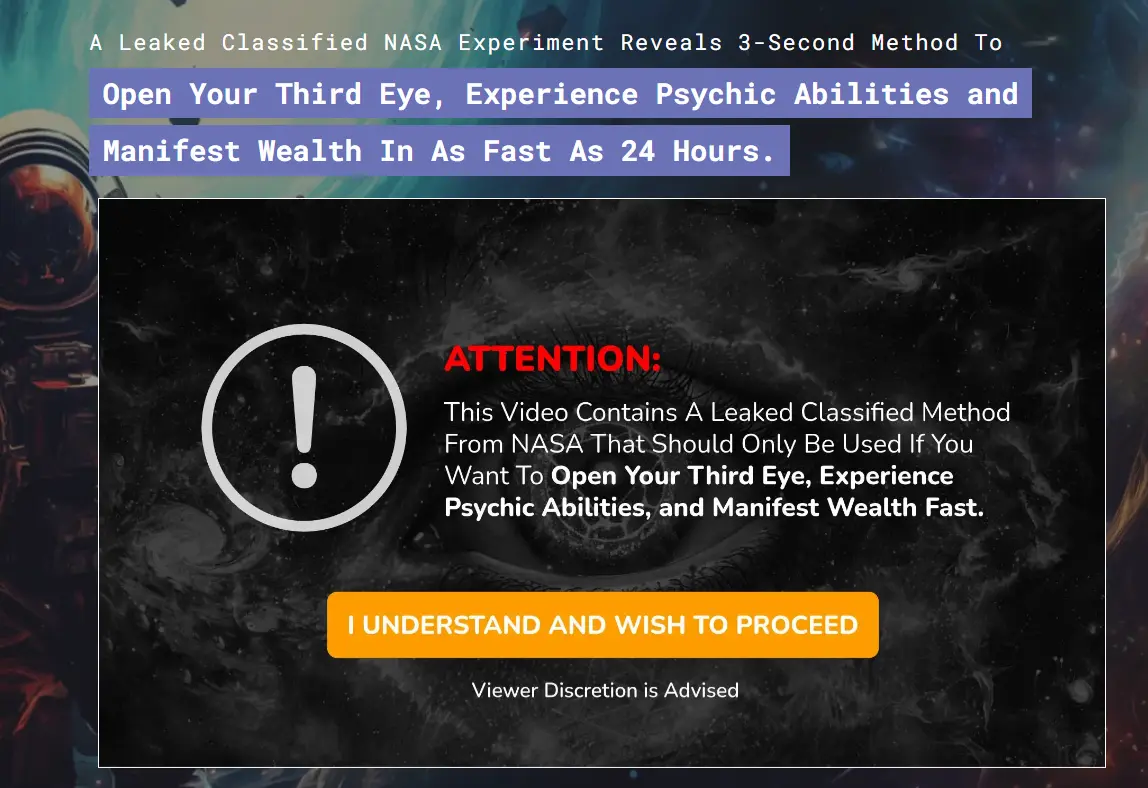 A Leaked Classified NASA Experiment Reveals 3-Second Method To
Open Your Third Eye, Experience Psychic Abilities and
Manifest Wealth In As Fast As 24 Hours.
ATTENTION:
This Video Contains A Leaked Classified Method
From NASA That Should Only Be Used If You
Want To Open Your Third Eye, Experience
Psychic Abilities, and Manifest Wealth Fast.
I UNDERSTAND AND WISH TO PROCEED
Viewer Discretion is Advised